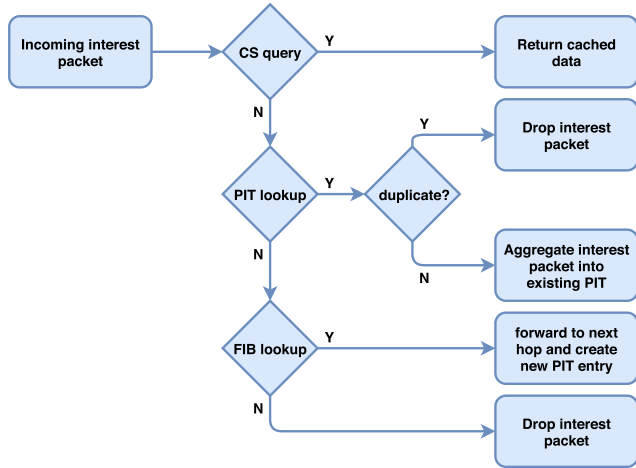 Incoming interest
packet
CS query
Y
Return cached
data
N
Y
Drop interest
packet
PIT lookup
Y
duplicate?
N
Aggregate interest
packet into
existing PIT
N
FIB lookup
Y
forward to next
hop and create
new PIT entry
N
Drop interest
packet